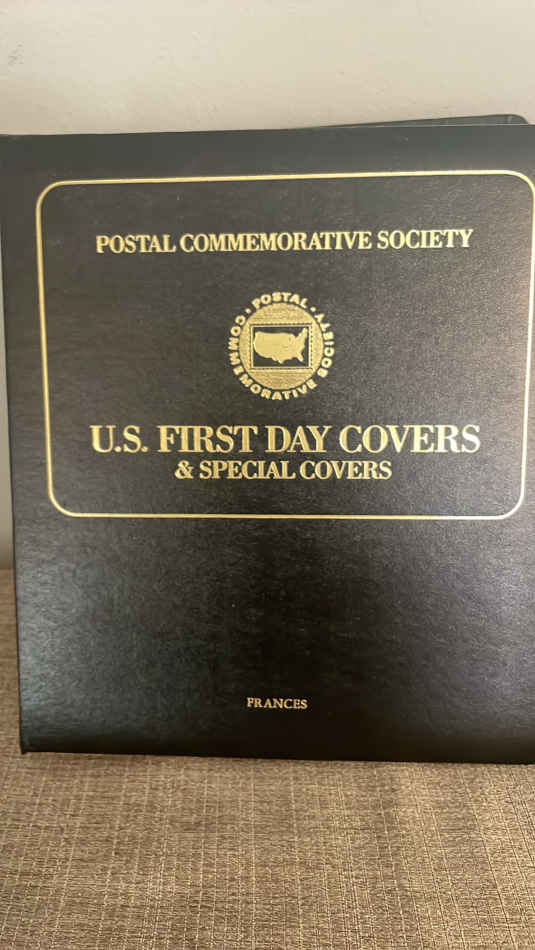 POSTAL COMMEMORATIVE SOCIETY
• POSTAL •
COMMEMORATIVE SOCIETY
U.S. FIRST DAY COVERS
& SPECIAL COVERS
FRANCES